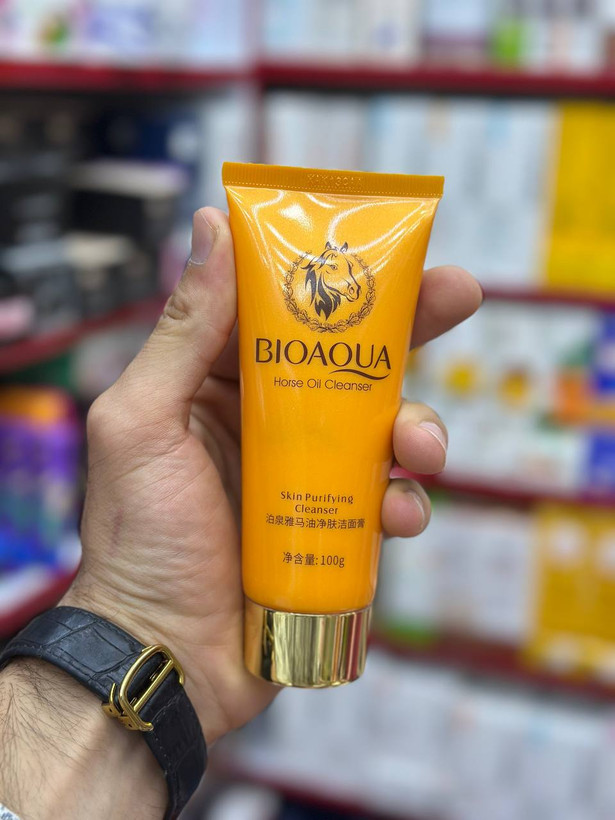 BIOAQUA
Horse Oil Cleanser
Skin Purifying
Cleanser
泊泉雅马油净肤洁面膏
净含量:100g